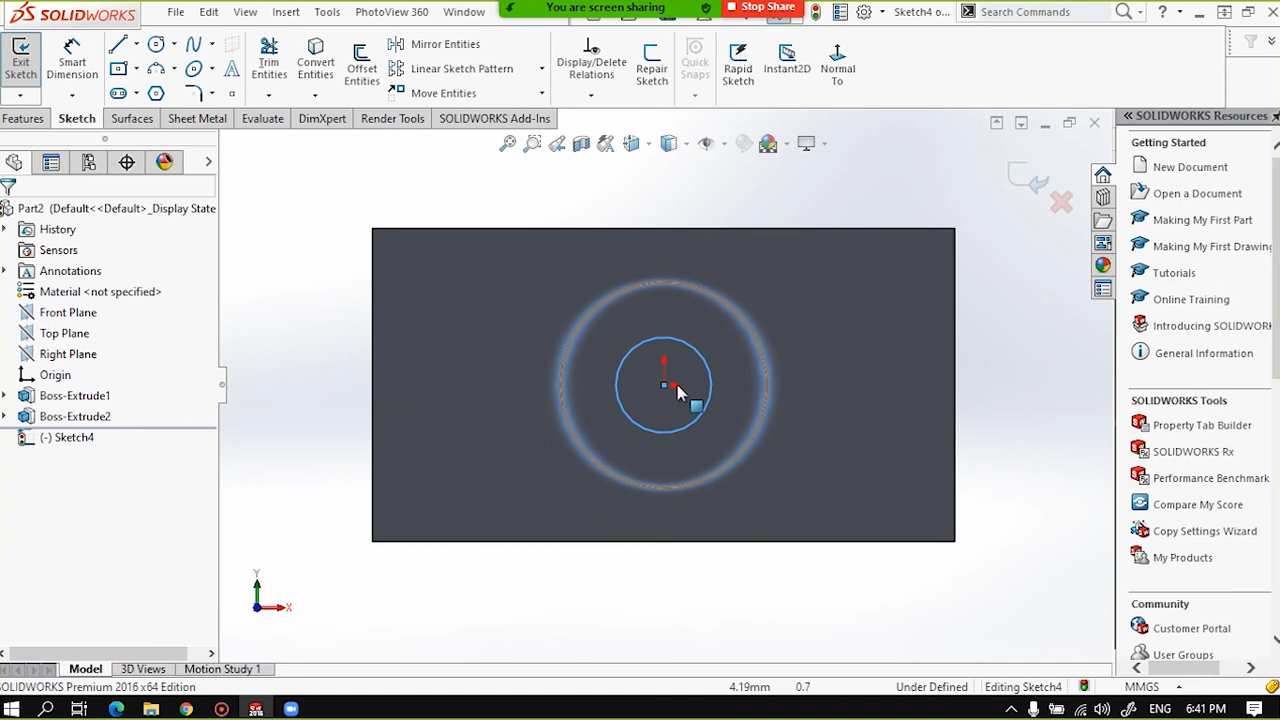 You are screen sharing
Stop Share
SOLIDWORKS
File Edit View Insert Tools PhotoView 360 Window
Sketch4 o...
Search Commands
Exit Sketch
Smart Dimension
Trim Entities
Convert Entities
Offset Entities
Mirror Entities
Linear Sketch Pattern
Move Entities
Display/Delete Relations
Repair Sketch
Quick Snaps
Rapid Sketch
Instant2D
Normal To
Features Sketch Surfaces Sheet Metal Evaluate DimXpert Render Tools SOLIDWORKS Add-Ins
Part2 (Default<<Default>_Display State
History
Sensors
Annotations
Material <not specified>
Front Plane
Top Plane
Right Plane
Origin
Boss-Extrude1
Boss-Extrude2
(-) Sketch4
Y
X
SOLIDWORKS Resources
Getting Started
New Document
Open a Document
Making My First Part
Making My First Drawing
Tutorials
Online Training
Introducing SOLIDWORK
General Information
SOLIDWORKS Tools
Property Tab Builder
SOLIDWORKS Rx
Performance Benchmark
Compare My Score
Copy Settings Wizard
My Products
Community
Customer Portal
User Groups
Model 3D Views Motion Study 1
SOLIDWORKS Premium 2016 x64 Edition
4.19mm 0.7 Under Defined Editing Sketch4 MMGS
ENG 6:41 PM